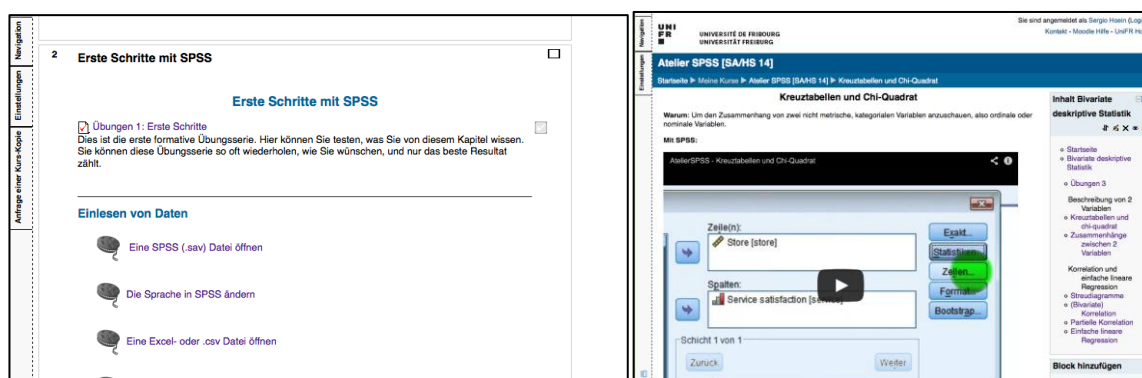 Navigation
Einstellungen
Anfrage einer Kurs-Kopie
2
Erste Schritte mit SPSS
Erste Schritte mit SPSS
Übungen 1: Erste Schritte
Dies ist die erste formative Übungsserie. Hier können Sie testen, was Sie von diesem Kapitel wissen.
Sie können diese Übungsserie so oft wiederholen, wie Sie wünschen, und nur das beste Resultat
zählt.
Einlesen von Daten
Eine SPSS (.sav) Datei öffnen
Die Sprache in SPSS ändern
Eine Excel- oder .csv Datei öffnen
Navigation
Einstellungen
UNI
FR
UNIVERSITÉ DE FRIBOURG
UNIVERSITÄT FREIBURG
Sie sind angemeldet als Sergio Hoein (Log
Kontakt - Moodle Hilfe - UniFR Ho
Atelier SPSS [SA/HS 14]
Startseite ▶ Meine Kurse ▶ Atelier SPSS [SA/HS 14] ▶ Kreuztabellen und Chi-Quadrat
Kreuztabellen und Chi-Quadrat
Warum: Um den Zusammenhang von zwei nicht metrische, kategorialen Variablen anzuschauen, also ordinale oder
nominale Variablen.
Mit SPSS:
AtelierSPSS - Kreuztabellen und Chi-Quadrat
Zeile(n):
Store [store]
Spalten:
Service satisfaction [service]
Schicht 1 von 1
Zurück
Weiter
Exakt...
Statistiken...
Zellen...
Format...
Bootstrap...
Inhalt Bivariate
deskriptive Statistik
Startseite
Bivariate deskriptive
Statistik
Übungen 3
Beschreibung von 2
Variablen
Kreuztabellen und
chi-quadrat
Zusammenhänge
zwischen 2
Variablen
Korrelation und
einfache lineare
Regression
Streudiagramme
(Bivariate)
Korrelation
Partielle Korrelation
Einfache lineare
Regression
Block hinzufügen